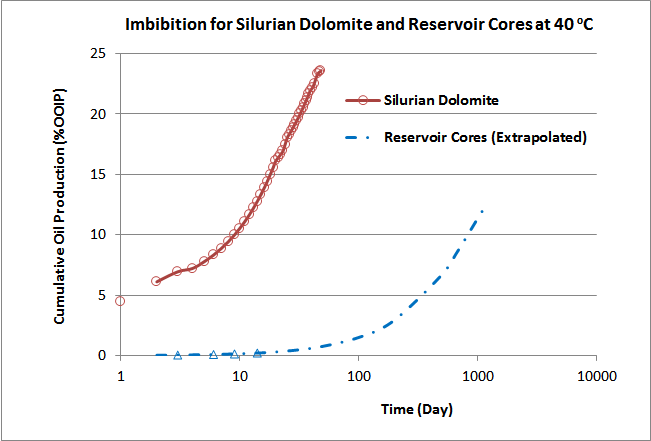 Imbibition for Silurian Dolomite and Reservoir Cores at 40 ºC
Cumulative Oil Production (%OOIP)
25
20
15
10
5
0
Silurian Dolomite
Reservoir Cores (Extrapolated)
1
10
100
1000
10000
Time (Day)